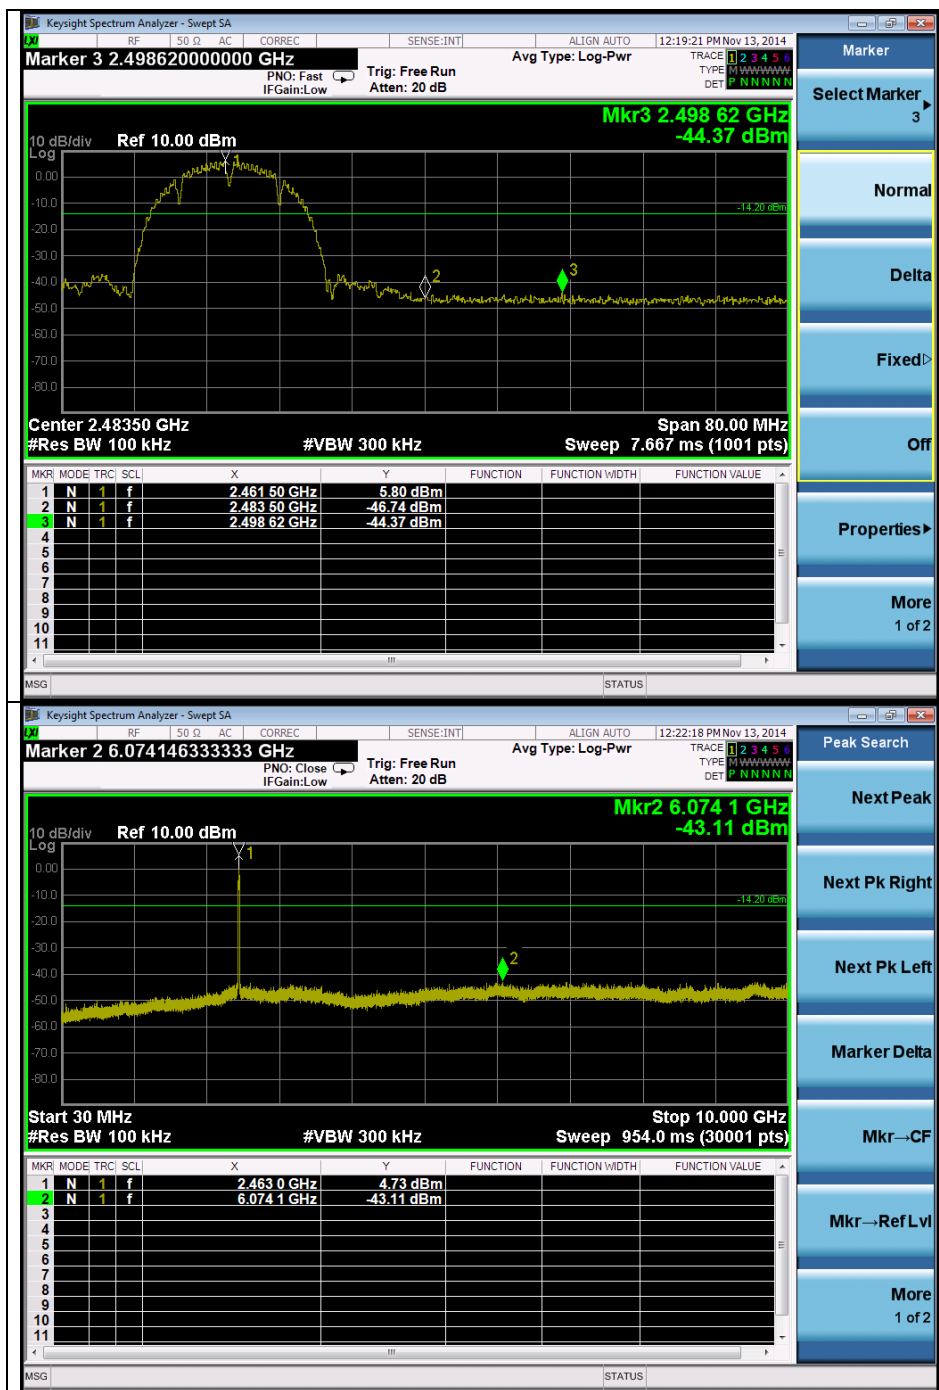 Keysight Spectrum Analyzer - Swept SA
LXI RF 50 Ω AC CORREC SENSE:INT ALIGN AUTO 12:19:21 PM Nov 13, 2014
Marker 3 2.498620000000 GHz
PNO: Fast
IFGain:Low
Trig: Free Run
Atten: 20 dB
Avg Type: Log-Pwr
TRACE 1 2 3 4 5 6
TYPE M WWWWW
DET P N N N N N
Mkr3 2.498 62 GHz
-44.37 dBm
10 dB/div Ref 10.00 dBm
Log
1
0.00
-10.0
-14.20 dBm
-20.0
-30.0
-40.0
2
3
-50.0
-60.0
-70.0
-80.0
Center 2.48350 GHz Span 80.00 MHz
#Res BW 100 kHz #VBW 300 kHz Sweep 7.667 ms (1001 pts)
MKR MODE TRC SCL X Y FUNCTION FUNCTION WIDTH FUNCTION VALUE
1 N 1 f 2.461 50 GHz 5.80 dBm
2 N 1 f 2.483 50 GHz -46.74 dBm
3 N 1 f 2.498 62 GHz -44.37 dBm
4
5
6
7
8
9
10
11
MSG STATUS
Marker
Select Marker
3
Normal
Delta
Fixed
Off
Properties
More
1 of 2
Keysight Spectrum Analyzer - Swept SA
LXI RF 50 Ω AC CORREC SENSE:INT ALIGN AUTO 12:22:18 PM Nov 13, 2014
Marker 2 6.074146333333 GHz
PNO: Close
IFGain:Low
Trig: Free Run
Atten: 20 dB
Avg Type: Log-Pwr
TRACE 1 2 3 4 5 6
TYPE M WWWWW
DET P N N N N N
Mkr2 6.074 1 GHz
-43.11 dBm
10 dB/div Ref 10.00 dBm
Log
1
0.00
-10.0
-14.20 dBm
-20.0
-30.0
2
-40.0
-50.0
-60.0
-70.0
-80.0
Start 30 MHz Stop 10.000 GHz
#Res BW 100 kHz #VBW 300 kHz Sweep 954.0 ms (30001 pts)
MKR MODE TRC SCL X Y FUNCTION FUNCTION WIDTH FUNCTION VALUE
1 N 1 f 2.463 0 GHz 4.73 dBm
2 N 1 f 6.074 1 GHz -43.11 dBm
3
4
5
6
7
8
9
10
11
MSG STATUS
Peak Search
Next Peak
Next Pk Right
Next Pk Left
Marker Delta
Mkr→CF
Mkr→Ref Lvl
More
1 of 2